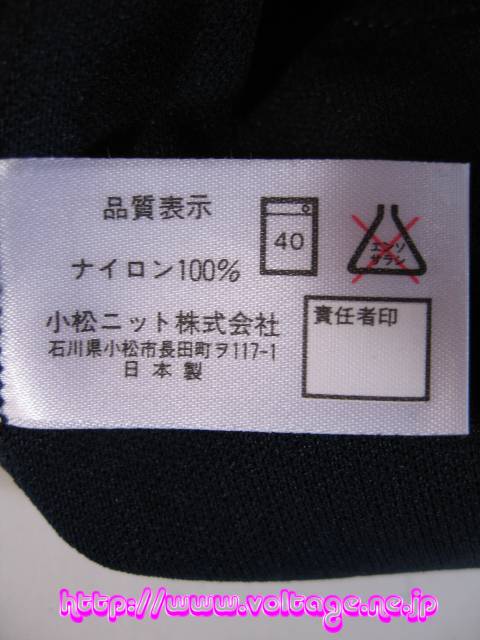 品質表示
40
エンソ
サラシ
ナイロン100%
小松ニット株式会社
石川県小松市長田町ヲ117-1
日本製
責任者印
http://www.voltage.ne.jp